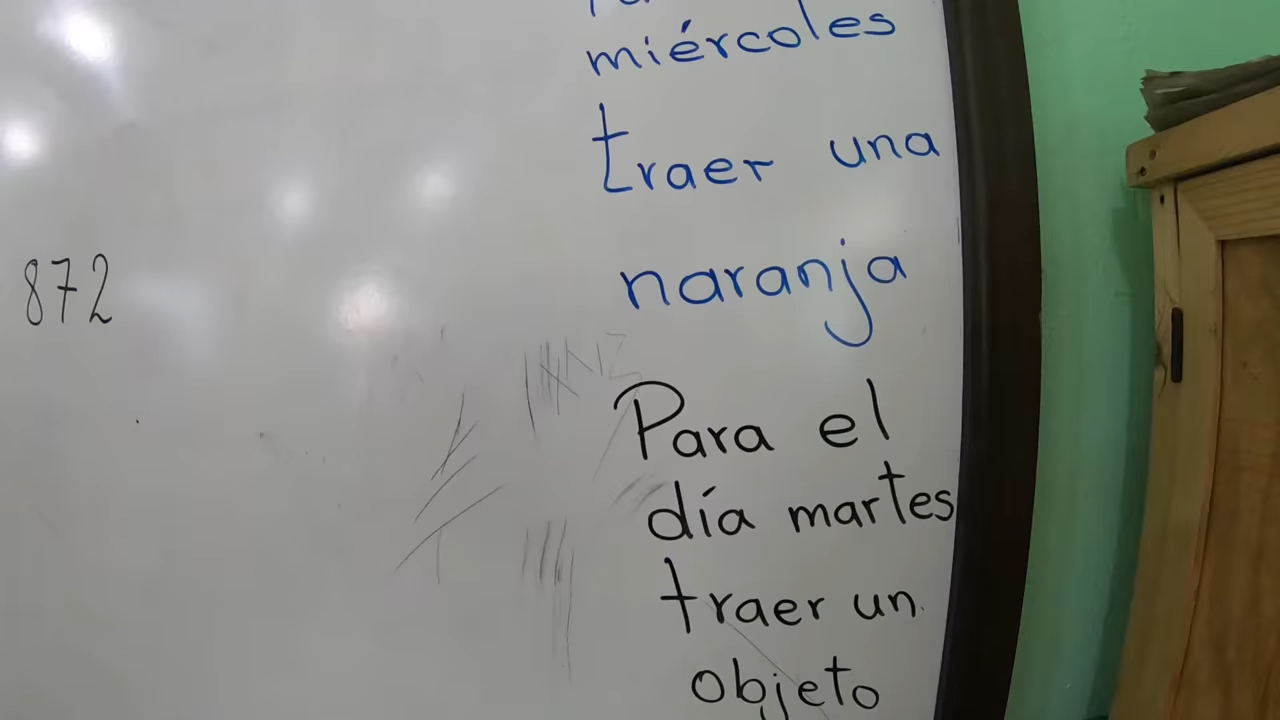 miércoles
traer una
naranja
872
Para el
día martes
traer un
objeto